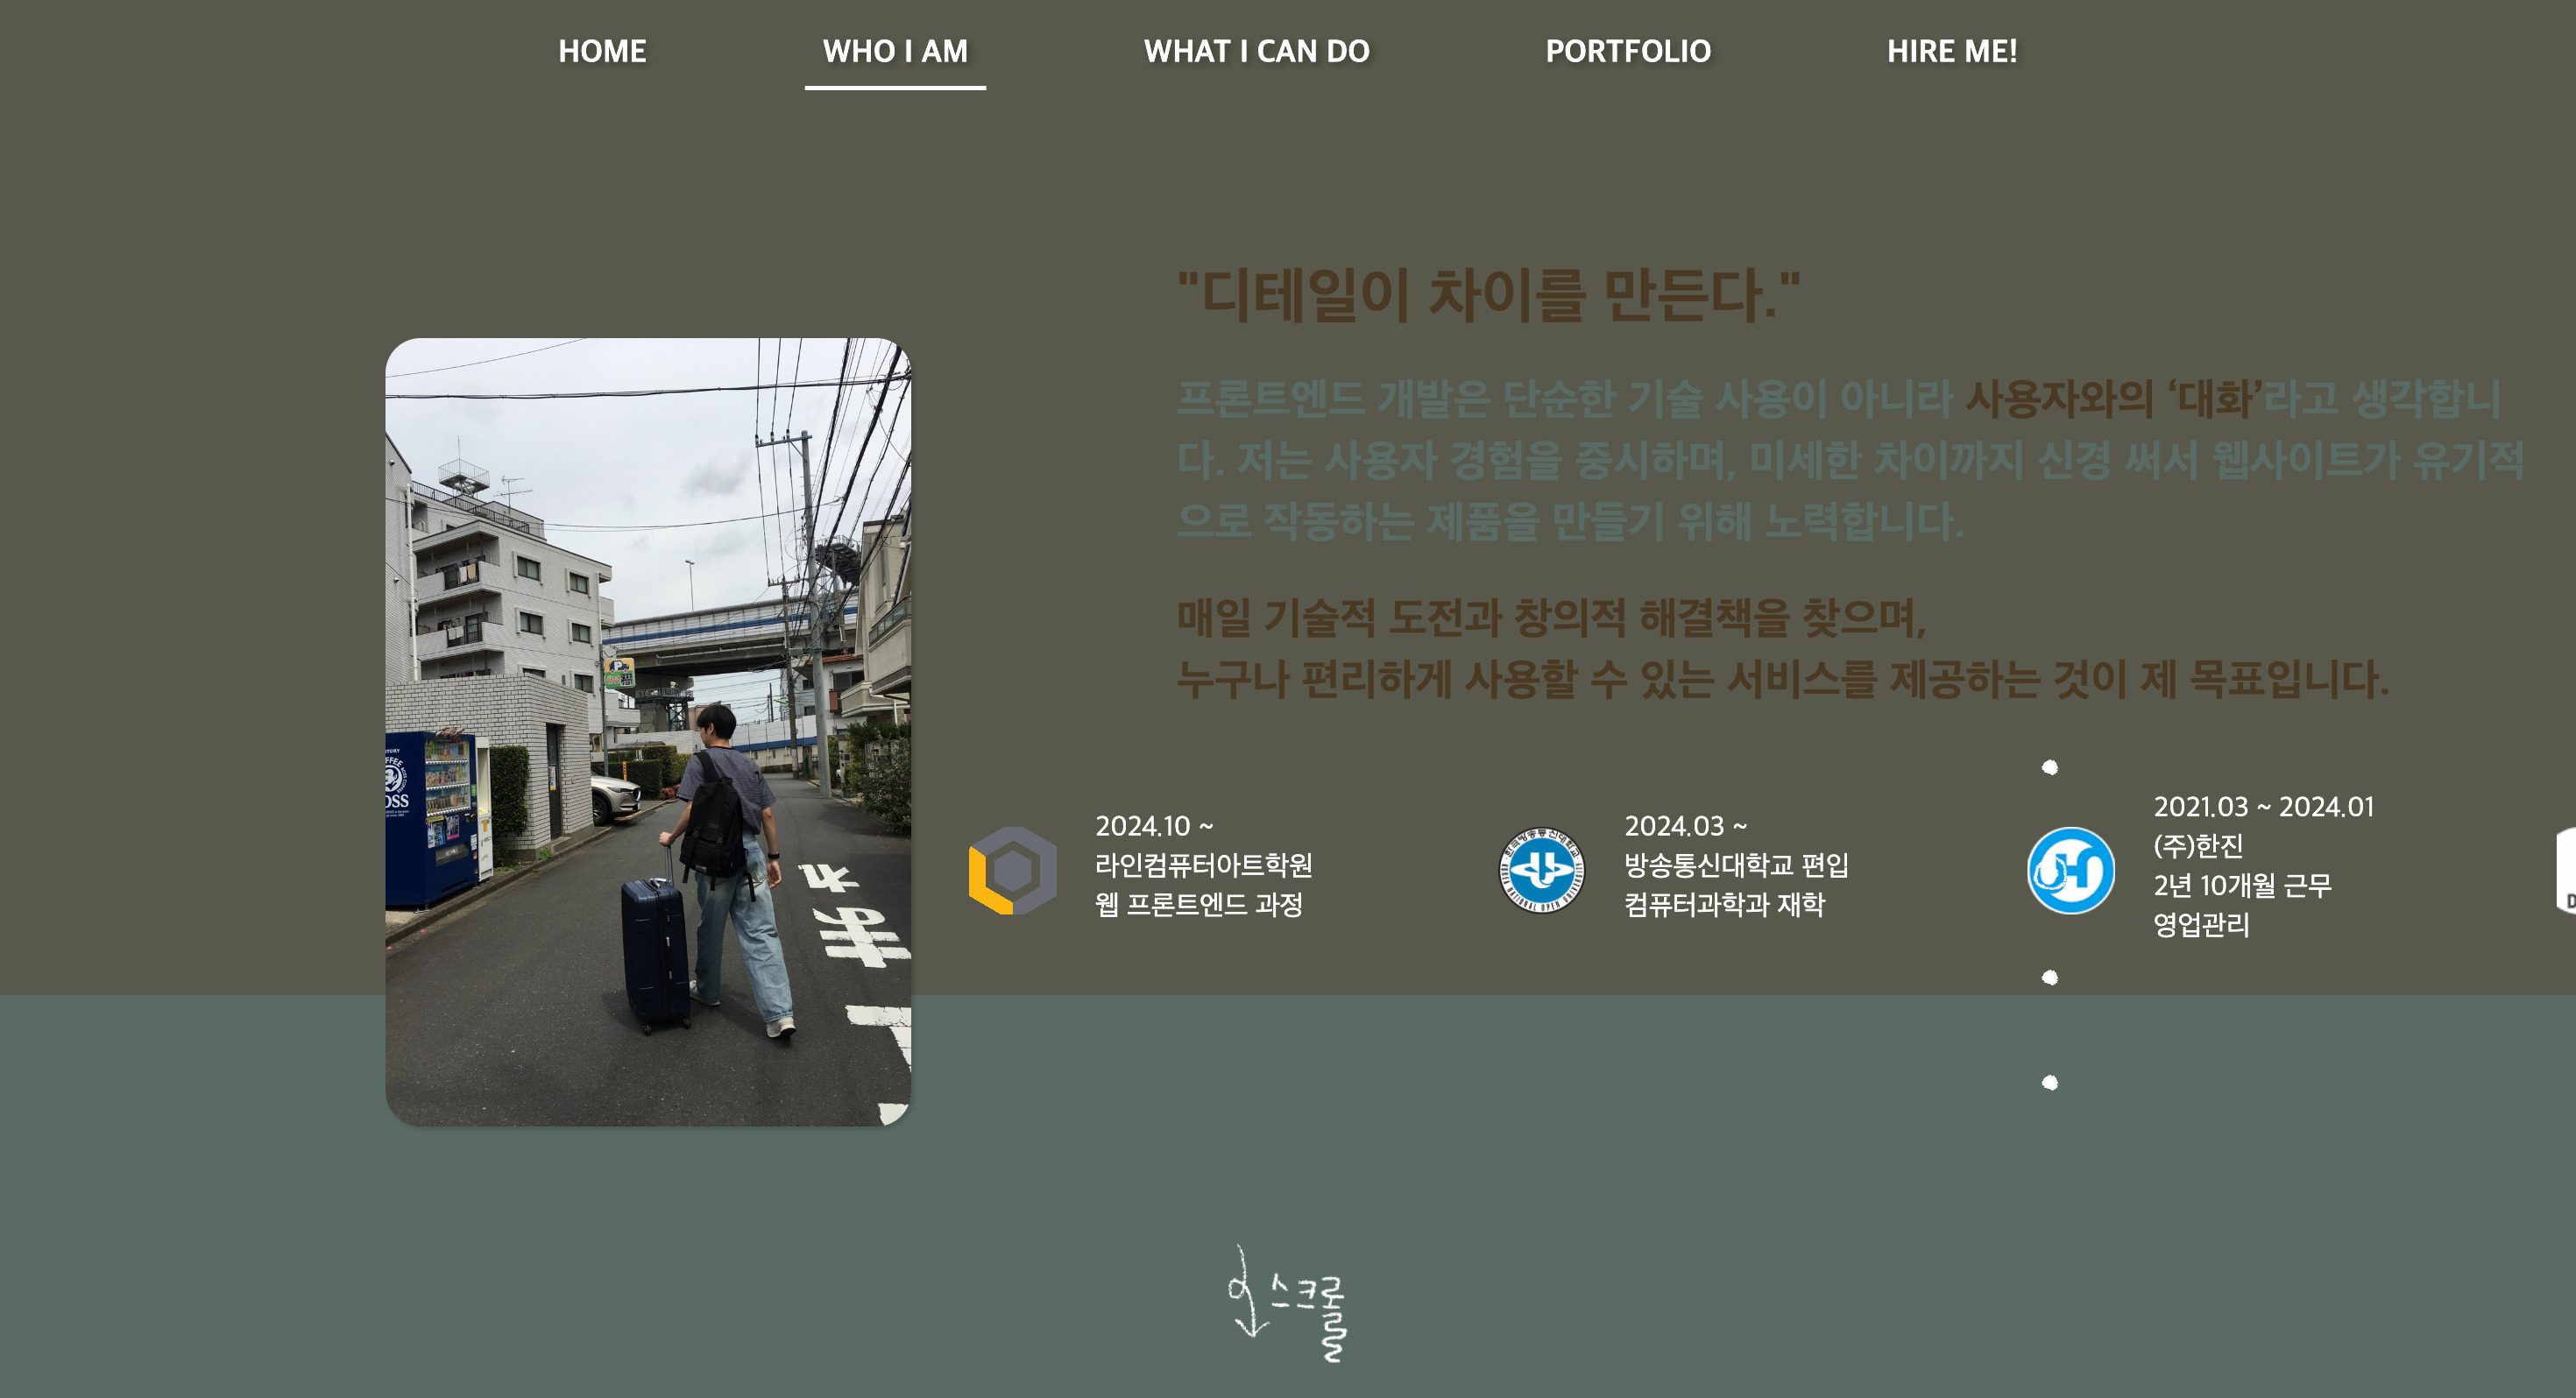 HOME
WHO I AM
WHAT I CAN DO
PORTFOLIO
HIRE ME!
"디테일이 차이를 만든다."
프론트엔드 개발은 단순한 기술 사용이 아니라 사용자와의 ‘대화’라고 생각합니
다. 저는 사용자 경험을 중시하며, 미세한 차이까지 신경 써서 웹사이트가 유기적
으로 작동하는 제품을 만들기 위해 노력합니다.
매일 기술적 도전과 창의적 해결책을 찾으며,
누구나 편리하게 사용할 수 있는 서비스를 제공하는 것이 제 목표입니다.
2024.10 ~
라인컴퓨터아트학원
웹 프론트엔드 과정
2024.03 ~
방송통신대학교 편입
컴퓨터과학과 재학
2021.03 ~ 2024.01
(주)한진
2년 10개월 근무
영업관리
스크롤